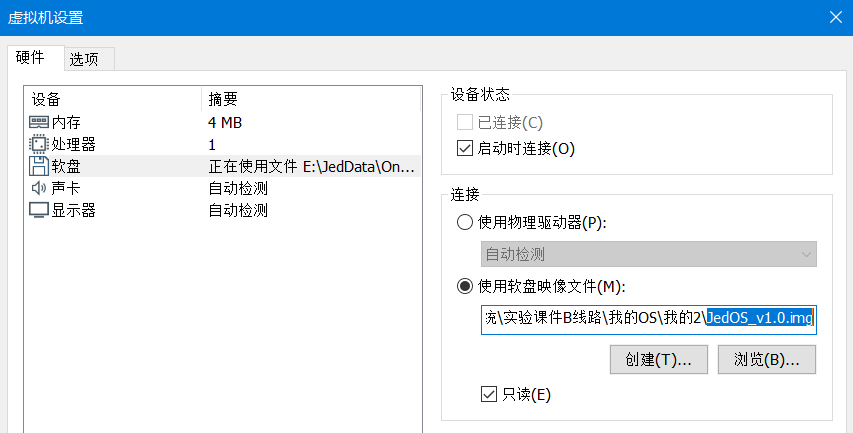 虚拟机设置
硬件 选项
设备 摘要
内存 4 MB
处理器 1
软盘 正在使用文件 E:\JedData\On...
声卡 自动检测
显示器 自动检测
设备状态
已连接(C)
启动时连接(O)
连接
使用物理驱动器(P):
自动检测
使用软盘映像文件(M):
\实验课件B线路\我的OS\我的2\JedOS_v1.0.img
创建(T)... 浏览(B)...
只读(E)